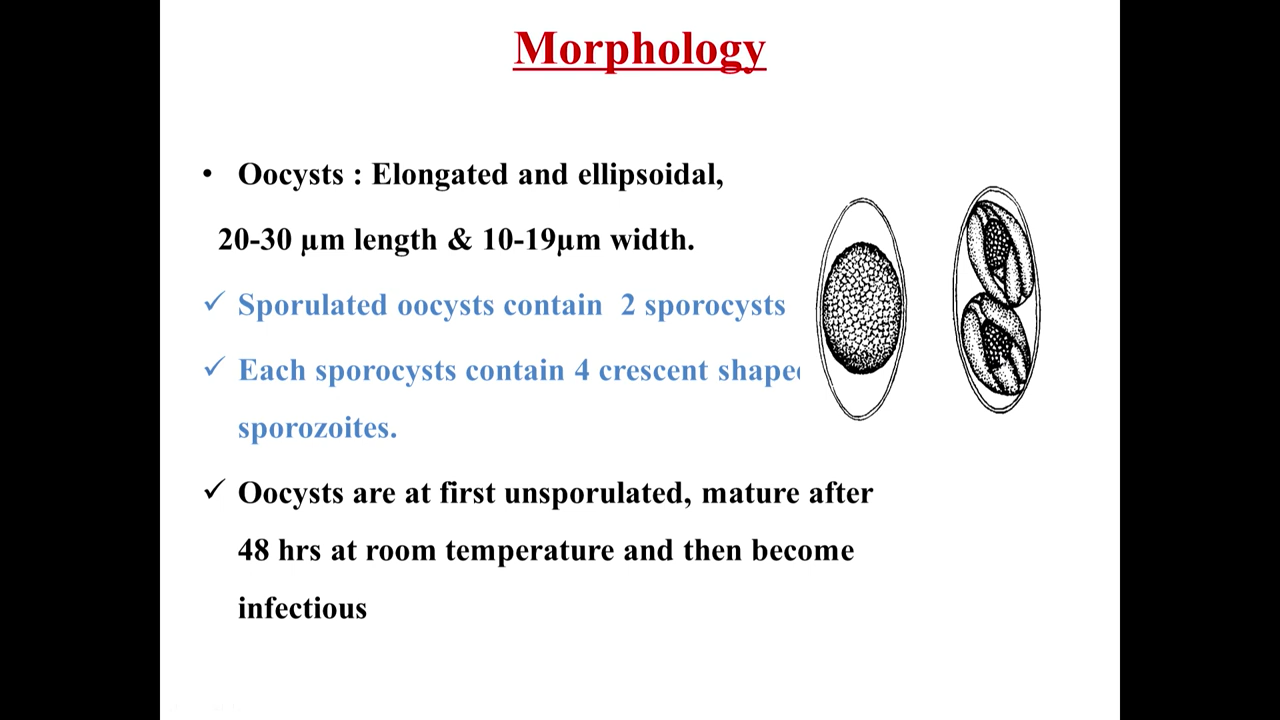 Morphology
• Oocysts : Elongated and ellipsoidal,
20-30 µm length & 10-19µm width.
✓ Sporulated oocysts contain 2 sporocysts
✓ Each sporocysts contain 4 crescent shaped
sporozoites.
✓ Oocysts are at first unsporulated, mature after
48 hrs at room temperature and then become
infectious